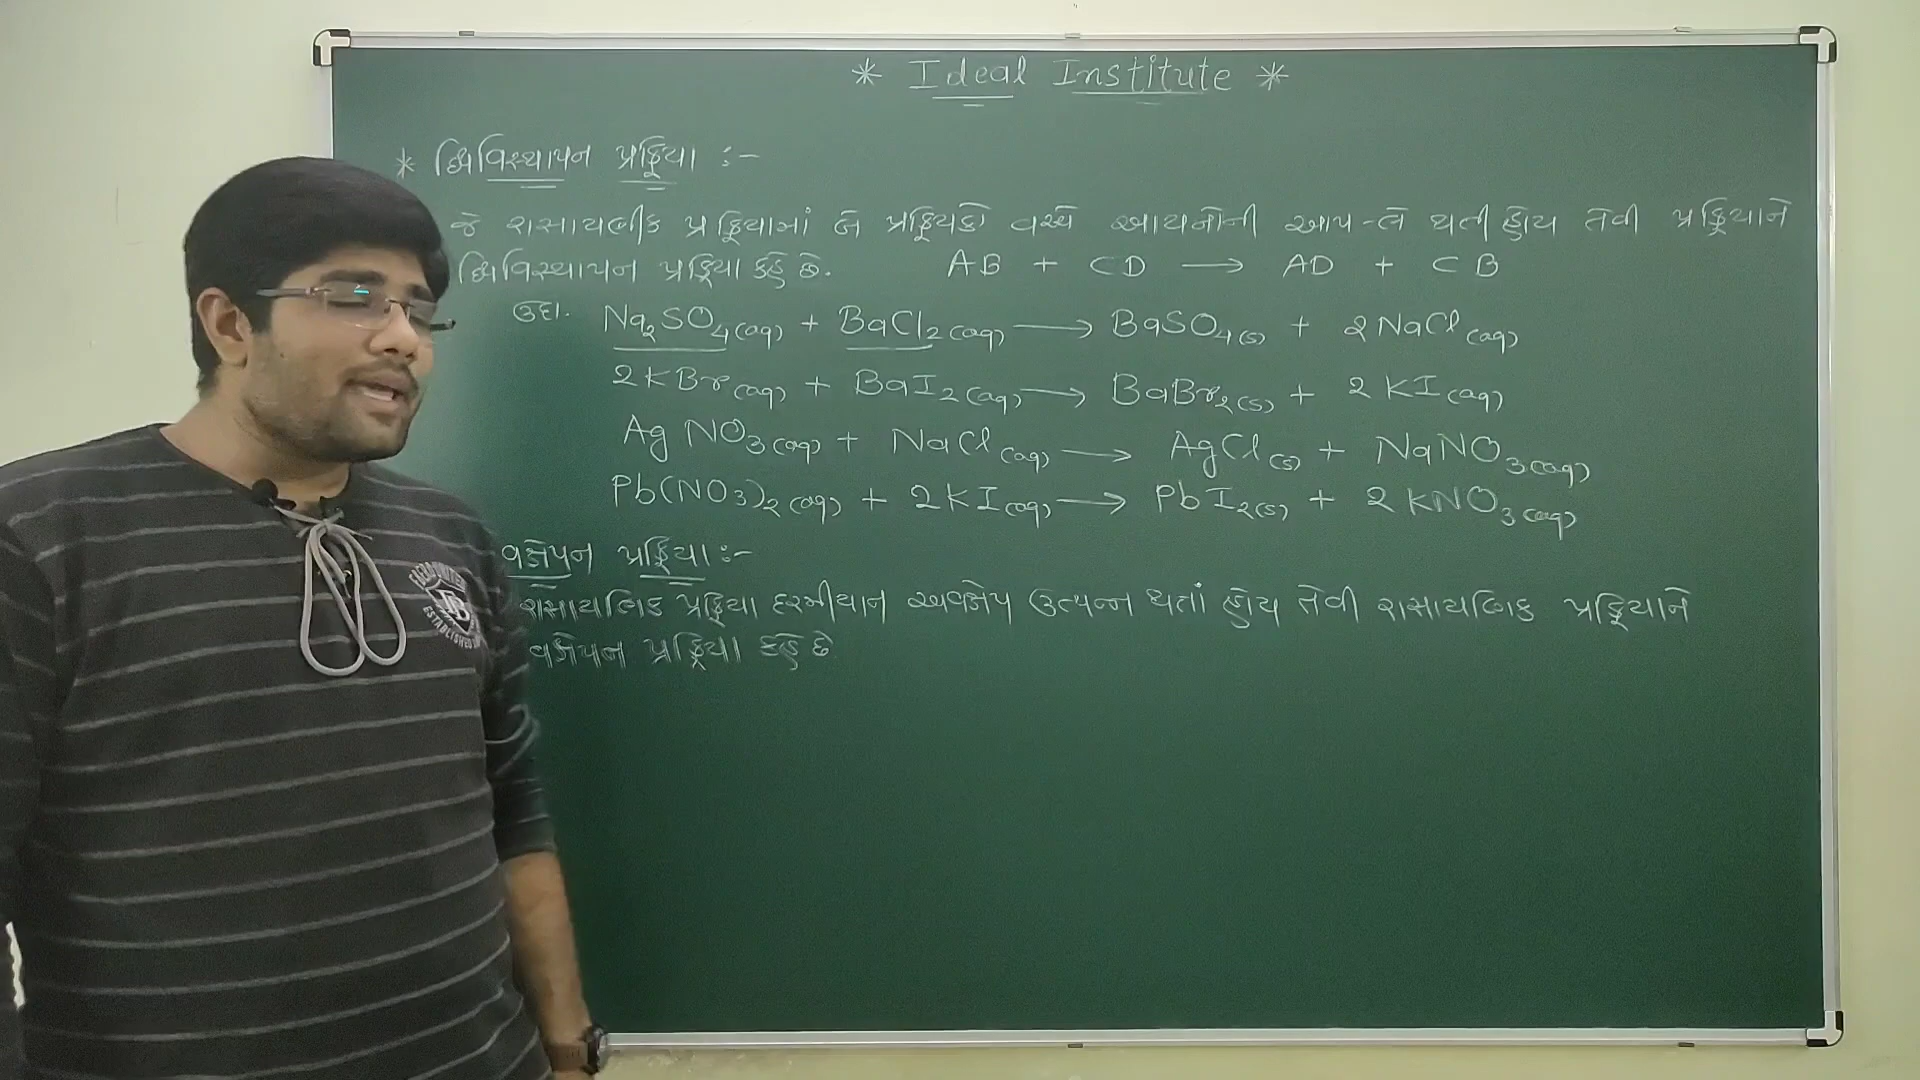 * Ideal Institute *
* દ્વિવિસ્થાપન પ્રક્રિયા :-
જે રાસાયણીક પ્રક્રિયામાં બે પ્રક્રિયકો વચ્ચે આયનોની આપ-લે થતી હોય તેવી પ્રક્રિયાને
દ્વિવિસ્થાપન પ્રક્રિયા કહે છે. AB + CD ⟶ AD + CB
ઉદા. Na₂SO₄(aq) + BaCl₂(aq) ⟶ BaSO₄(s) + 2NaCl(aq)
2KBr(aq) + BaI₂(aq) ⟶ BaBr₂(s) + 2KI(aq)
AgNO₃(aq) + NaCl(aq) ⟶ AgCl(s) + NaNO₃(aq)
Pb(NO₃)₂(aq) + 2KI(aq) ⟶ PbI₂(s) + 2KNO₃(aq)
વક્ષેપન પ્રક્રિયા :-
રાસાયણિક પ્રક્રિયા દરમીયાન અવક્ષેપ ઉત્પન્ન થતાં હોય તેવી રાસાયણિક પ્રક્રિયાને
વક્ષેપન પ્રક્રિયા કહે છે